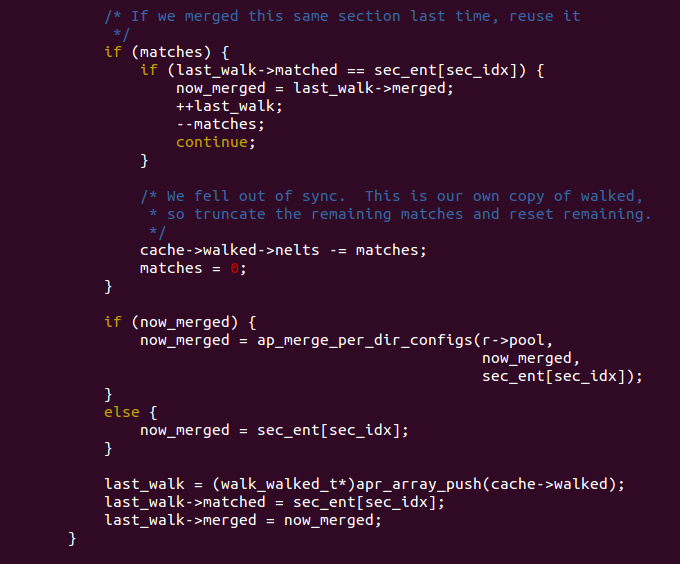 /* If we merged this same section last time, reuse it
 */
if (matches) {
    if (last_walk->matched == sec_ent[sec_idx]) {
        now_merged = last_walk->merged;
        ++last_walk;
        --matches;
        continue;
    }

    /* We fell out of sync.  This is our own copy of walked,
     * so truncate the remaining matches and reset remaining.
     */
    cache->walked->nelts -= matches;
    matches = 0;
}

if (now_merged) {
    now_merged = ap_merge_per_dir_configs(r->pool,
                                          now_merged,
                                          sec_ent[sec_idx]);
}
else {
    now_merged = sec_ent[sec_idx];
}

last_walk = (walk_walked_t*)apr_array_push(cache->walked);
last_walk->matched = sec_ent[sec_idx];
last_walk->merged = now_merged;
}